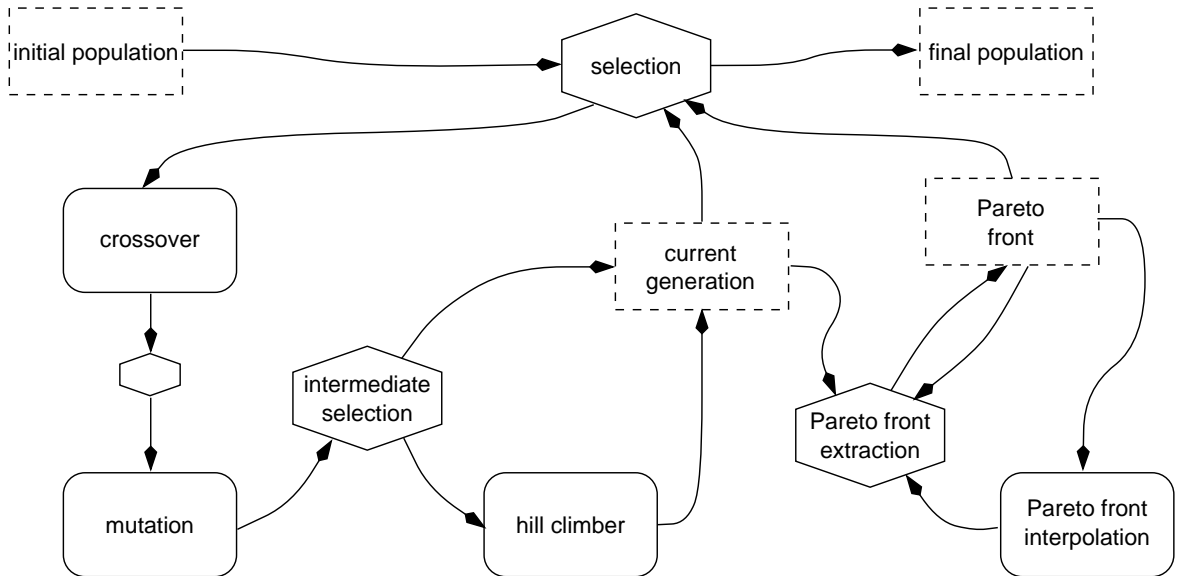 initial population
selection
final population
crossover
current
generation
Pareto
front
intermediate
selection
Pareto front
extraction
mutation
hill climber
Pareto front
interpolation